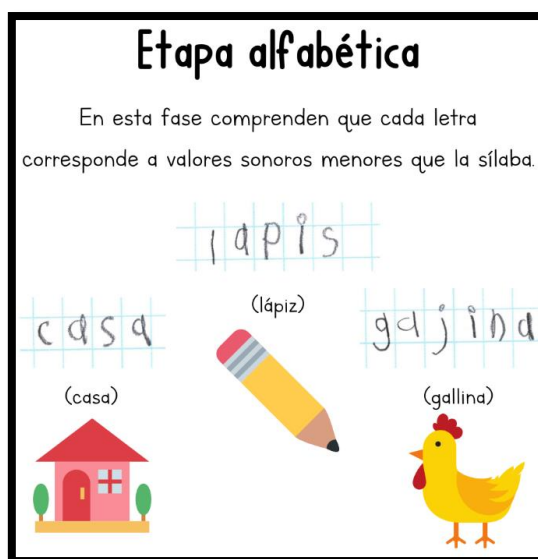 Etapa alfabética
En esta fase comprenden que cada letra
corresponde a valores sonoros menores que la sílaba.
lapis
(lápiz)
casa
(casa)
gajina
(gallina)